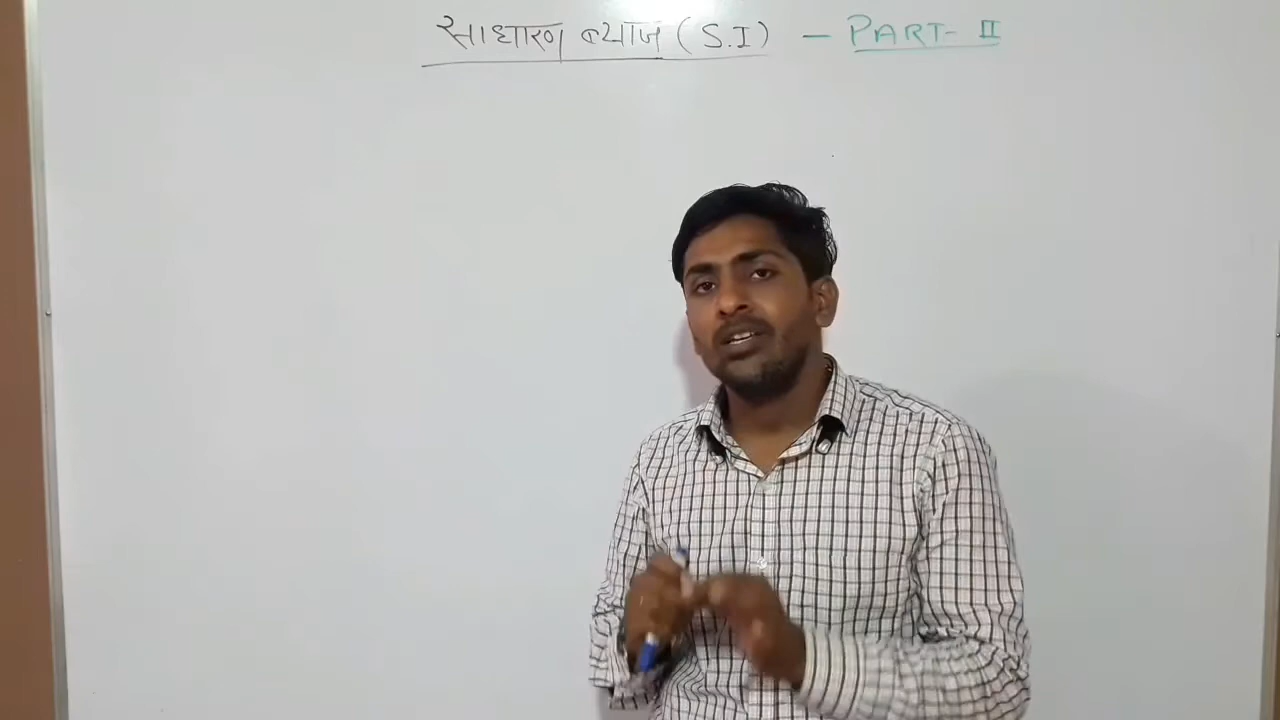 साधारण ब्याज (S.I) - PART- II